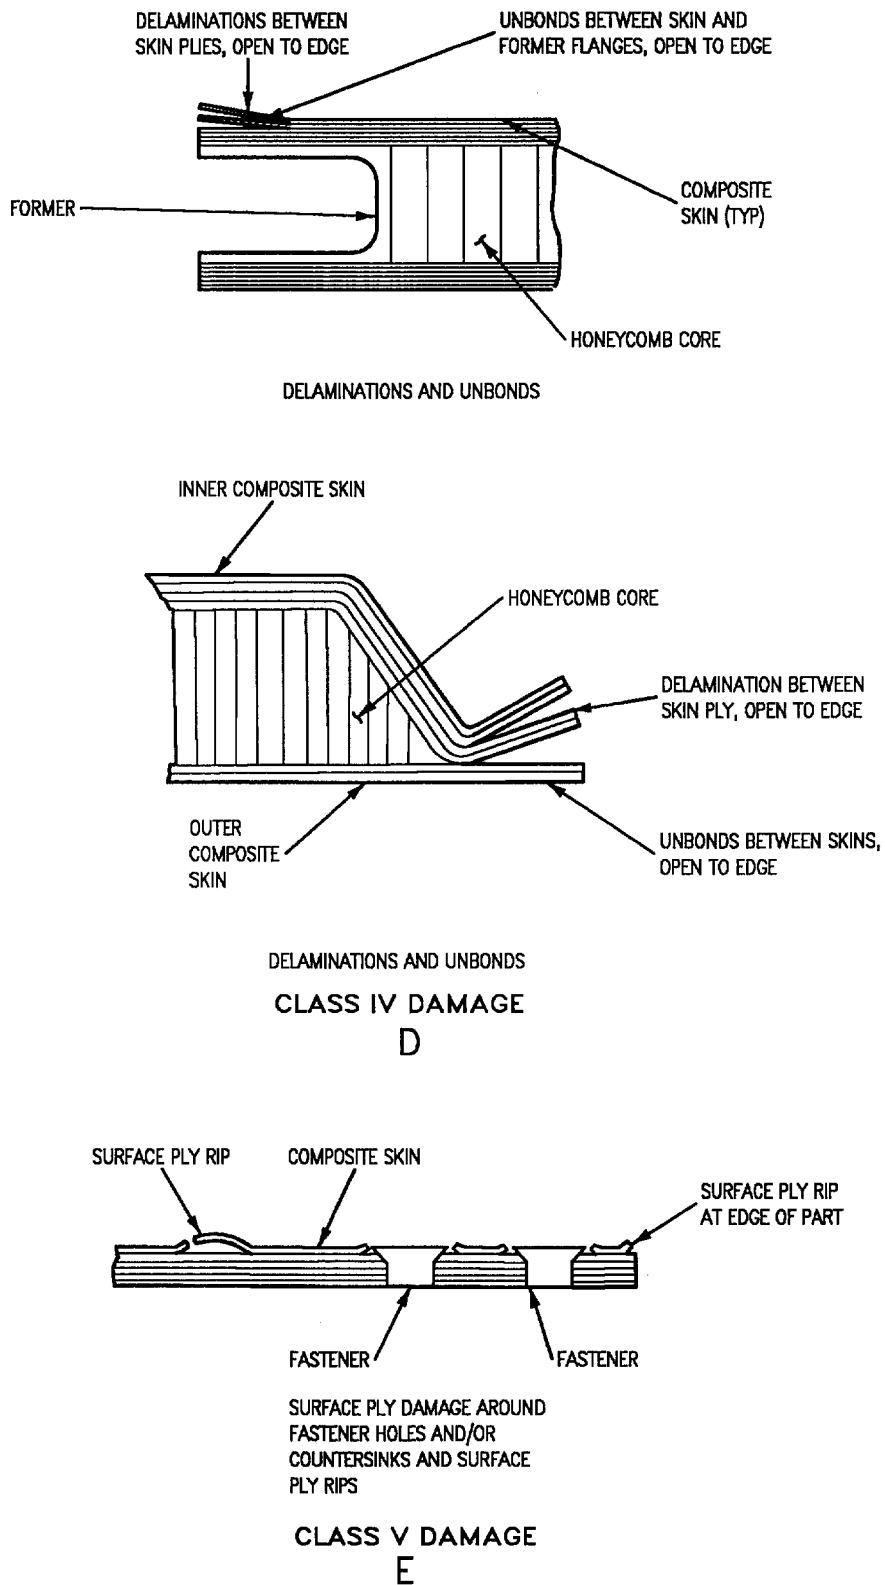 DELAMINATIONS BETWEEN
SKIN PLIES, OPEN TO EDGE
UNBONDS BETWEEN SKIN AND
FORMER FLANGES, OPEN TO EDGE
FORMER
COMPOSITE
SKIN (TYP)
HONEYCOMB CORE
DELAMINATIONS AND UNBONDS
INNER COMPOSITE SKIN
HONEYCOMB CORE
DELAMINATION BETWEEN
SKIN PLY, OPEN TO EDGE
OUTER
COMPOSITE
SKIN
UNBONDS BETWEEN SKINS,
OPEN TO EDGE
DELAMINATIONS AND UNBONDS
CLASS IV DAMAGE
D
SURFACE PLY RIP
COMPOSITE SKIN
SURFACE PLY RIP
AT EDGE OF PART
FASTENER
FASTENER
SURFACE PLY DAMAGE AROUND
FASTENER HOLES AND/OR
COUNTERSINKS AND SURFACE
PLY RIPS
CLASS V DAMAGE
E